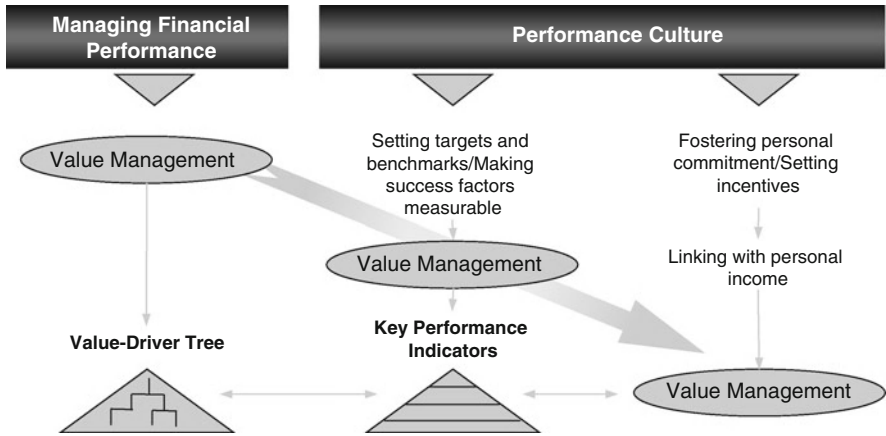 Managing Financial
Performance
Performance Culture
Value Management
Setting targets and
benchmarks/Making
success factors
measurable
Fostering personal
commitment/Setting
incentives
Value Management
Linking with personal
income
Value-Driver Tree
Key Performance
Indicators
Value Management